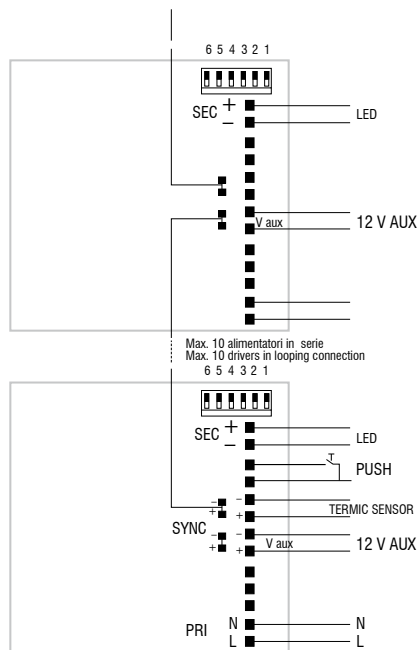 6 5 4 3 2 1
SEC + LED
−
V aux 12 V AUX
Max. 10 alimentatori in serie
Max. 10 drivers in looping connection
6 5 4 3 2 1
SEC + LED
−
PUSH
− −
+ + TERMIC SENSOR
SYNC
− − V aux 12 V AUX
+ +
PRI N N
L L